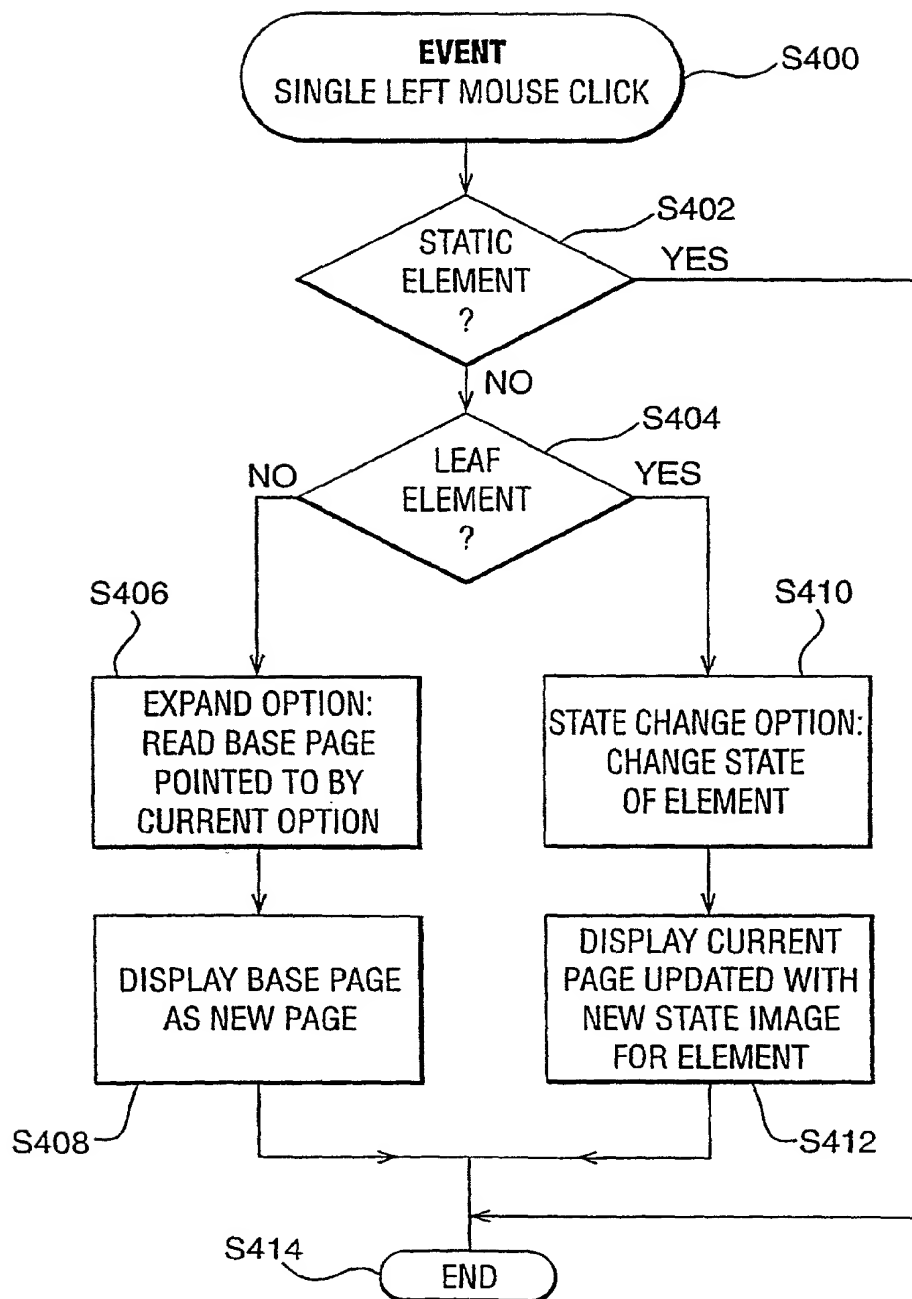 EVENT
SINGLE LEFT MOUSE CLICK
S400
S402
STATIC
ELEMENT
?
YES
NO
S404
LEAF
ELEMENT
?
NO
YES
S406
S410
EXPAND OPTION:
READ BASE PAGE
POINTED TO BY
CURRENT OPTION
STATE CHANGE OPTION:
CHANGE STATE
OF ELEMENT
DISPLAY BASE PAGE
AS NEW PAGE
DISPLAY CURRENT
PAGE UPDATED WITH
NEW STATE IMAGE
FOR ELEMENT
S408
S412
S414
END